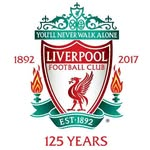 YOU'LL NEVER WALK ALONE
1892 LIVERPOOL 2017
FOOTBALL CLUB
EST·1892
125 YEARS